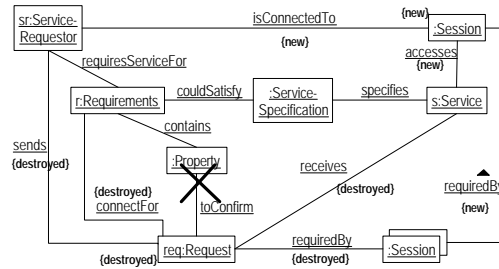 sr:Service-
Requestor
isConnectedTo
{new}
{new}
:Session
accesses
{new}
requiresServiceFor
r:Requirements
couldSatisfy
:Service-
Specification
specifies
s:Service
contains
sends
{destroyed}
:Property
receives
{destroyed}
{destroyed}
connectFor
toConfirm
requiredBy
{new}
req:Request
{destroyed}
requiredBy
{destroyed}
:Session